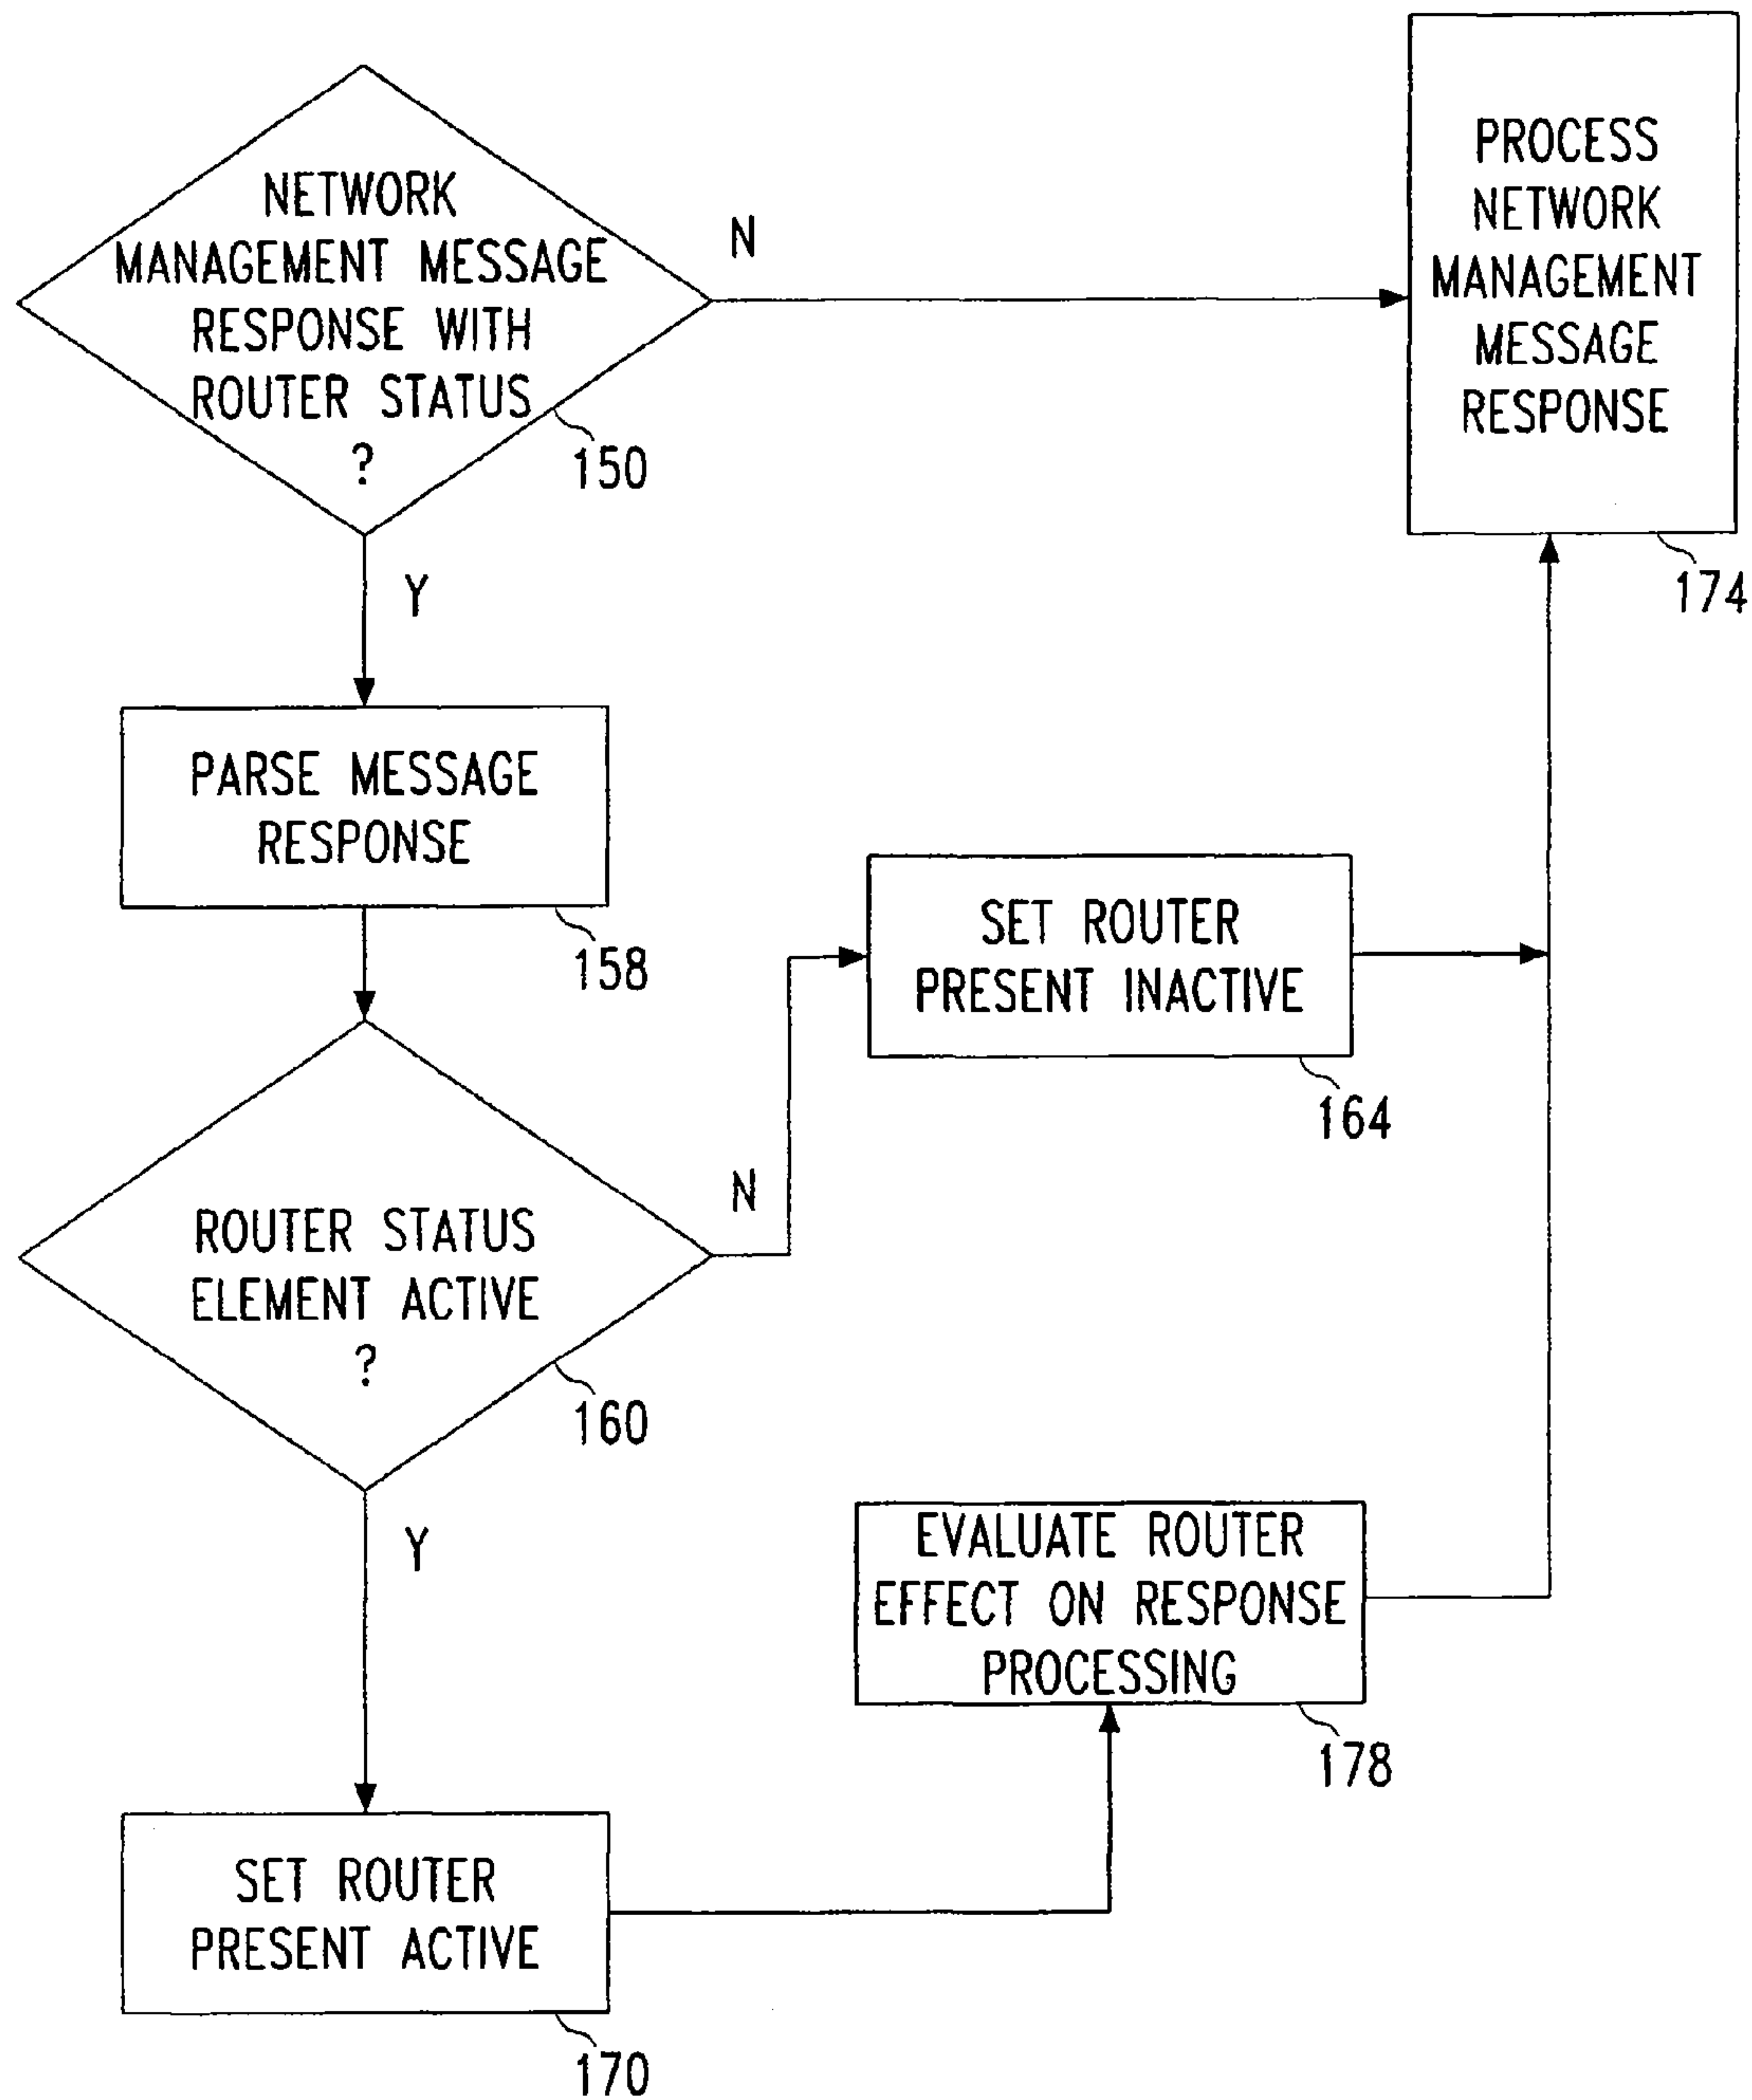 NETWORK
MANAGEMENT MESSAGE
RESPONSE WITH
ROUTER STATUS
?
150
N
Y
PROCESS
NETWORK
MANAGEMENT
MESSAGE
RESPONSE
174
PARSE MESSAGE
RESPONSE
158
SET ROUTER
PRESENT INACTIVE
164
ROUTER STATUS
ELEMENT ACTIVE
?
160
N
Y
EVALUATE ROUTER
EFFECT ON RESPONSE
PROCESSING
178
SET ROUTER
PRESENT ACTIVE
170